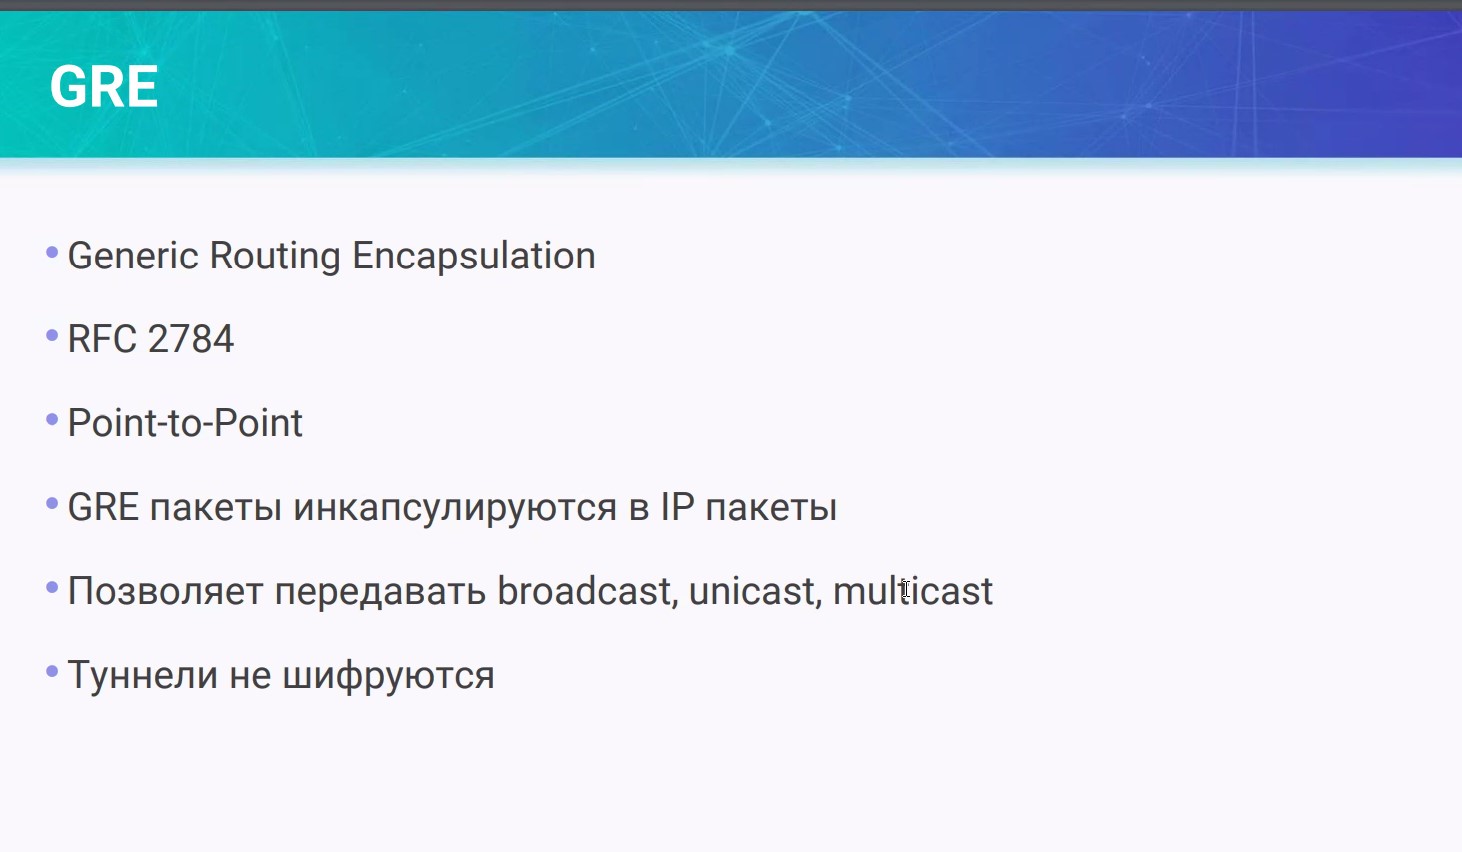 GRE
Generic Routing Encapsulation
RFC 2784
Point-to-Point
GRE пакеты инкапсулируются в IP пакеты
Позволяет передавать broadcast, unicast, multicast
Туннели не шифруются